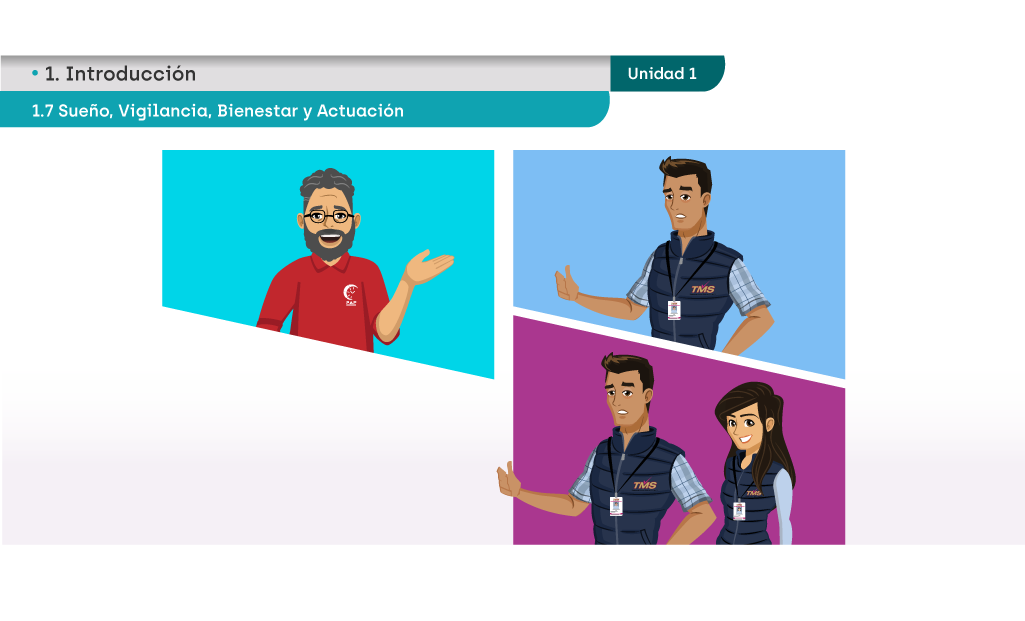 • 1. Introducción
Unidad 1
1.7 Sueño, Vigilancia, Bienestar y Actuación
TMS
TMS
TMS